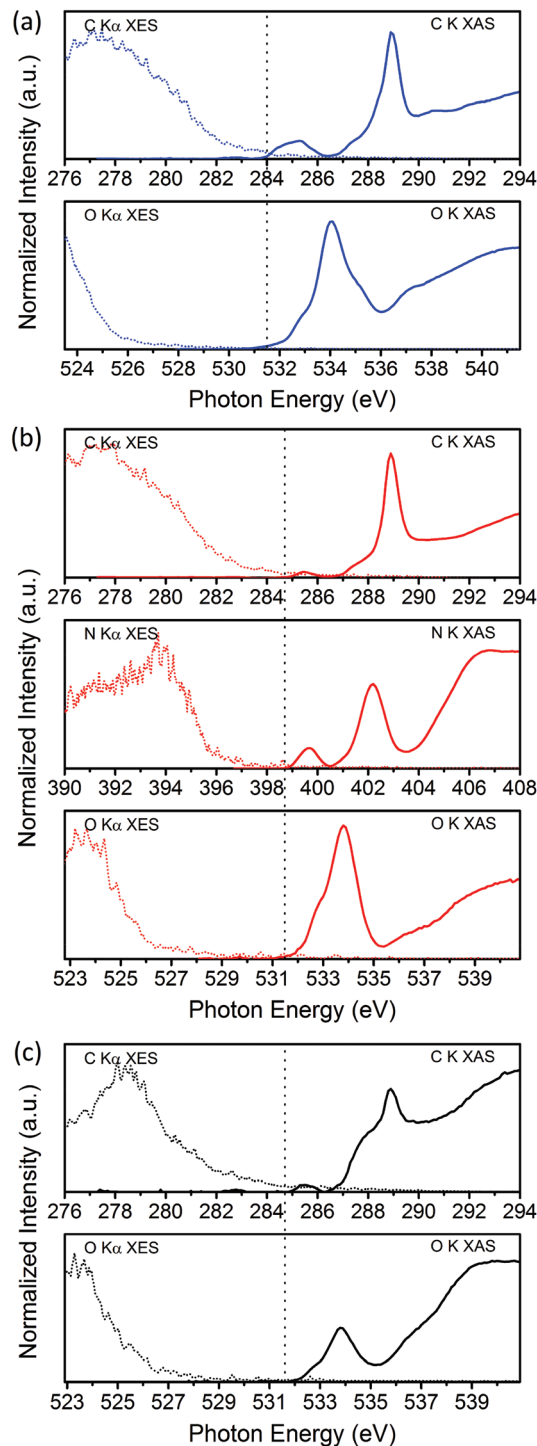 (a)
C Kα XES
C K XAS
276 278 280 282 284 286 288 290 292 294
O Kα XES
O K XAS
524 526 528 530 532 534 536 538 540
Photon Energy (eV)
Normalized Intensity (a.u.)
(b)
C Kα XES
C K XAS
276 278 280 282 284 286 288 290 292 294
N Kα XES
N K XAS
390 392 394 396 398 400 402 404 406 408
O Kα XES
O K XAS
523 525 527 529 531 533 535 537 539
Photon Energy (eV)
Normalized Intensity (a.u.)
(c)
C Kα XES
C K XAS
276 278 280 282 284 286 288 290 292 294
O Kα XES
O K XAS
523 525 527 529 531 533 535 537 539
Photon Energy (eV)
Normalized Intensity (a.u.)